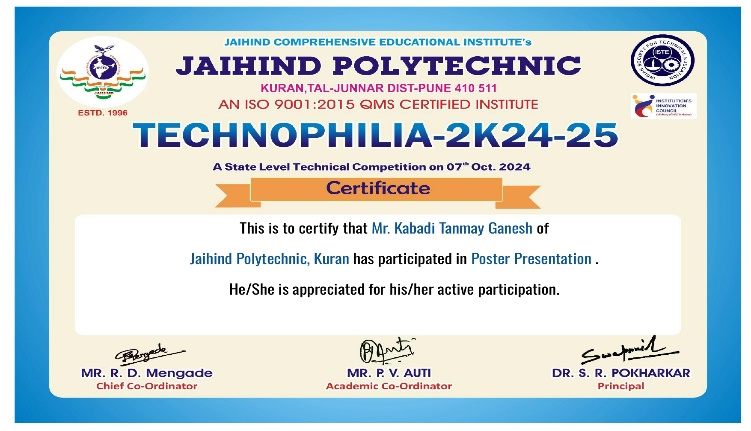 JAIHIND COMPREHENSIVE EDUCATIONAL INSTITUTE's
JAIHIND POLYTECHNIC
KURAN,TAL-JUNNAR DIST-PUNE 410 511
AN ISO 9001:2015 QMS CERTIFIED INSTITUTE
ESTD. 1996
ISTE
INSTITUTION'S
INNOVATION
COUNCIL
TECHNOPHILIA-2K24-25
A State Level Technical Competition on 07th Oct. 2024
Certificate
This is to certify that Mr. Kabadi Tanmay Ganesh of
Jaihind Polytechnic, Kuran has participated in Poster Presentation .
He/She is appreciated for his/her active participation.
MR. R. D. Mengade
Chief Co-Ordinator
MR. P. V. AUTI
Academic Co-Ordinator
DR. S. R. POKHARKAR
Principal